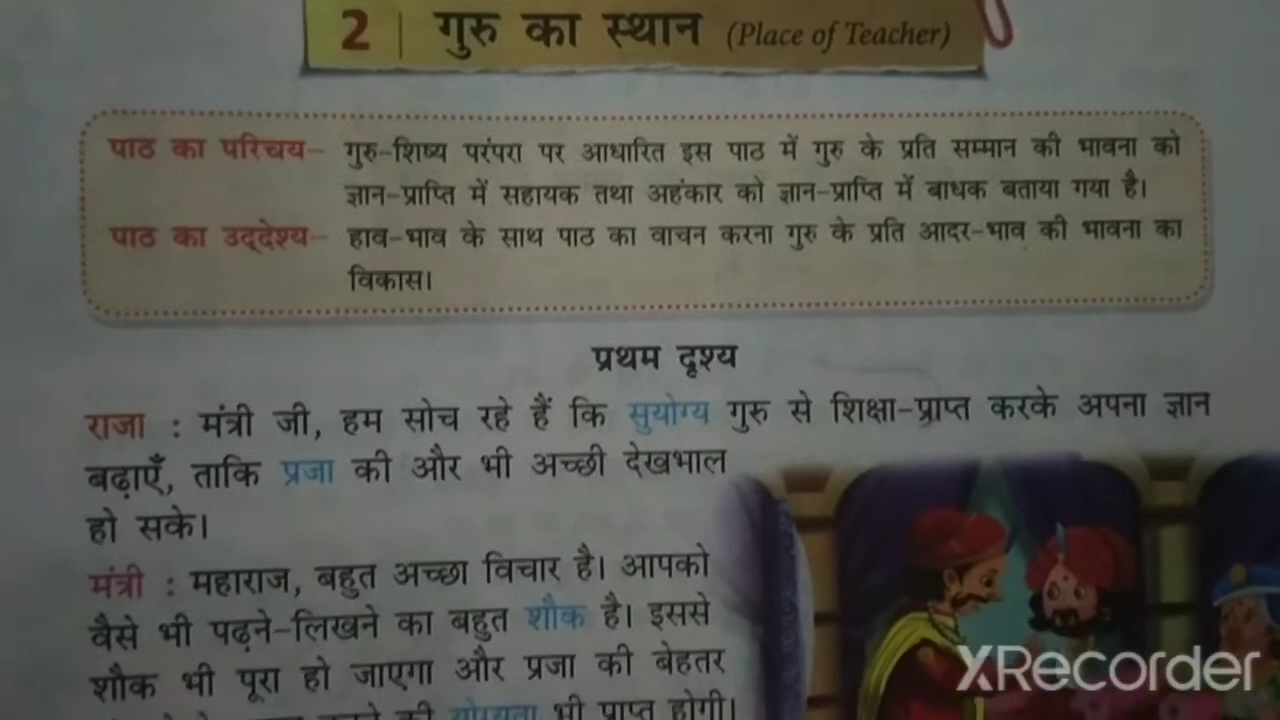 2 | गुरु का स्थान (Place of Teacher)
पाठ का परिचय– गुरु-शिष्य परंपरा पर आधारित इस पाठ में गुरु के प्रति सम्मान की भावना को
ज्ञान-प्राप्ति में सहायक तथा अहंकार को ज्ञान-प्राप्ति में बाधक बताया गया है।
पाठ का उद्देश्य– हाव-भाव के साथ पाठ का वाचन करना गुरु के प्रति आदर-भाव की भावना का
विकास।
प्रथम दृश्य
राजा : मंत्री जी, हम सोच रहे हैं कि सुयोग्य गुरु से शिक्षा-प्राप्त करके अपना ज्ञान
बढ़ाएँ, ताकि प्रजा की और भी अच्छी देखभाल
हो सके।
मंत्री : महाराज, बहुत अच्छा विचार है। आपको
वैसे भी पढ़ने-लिखने का बहुत शौक है। इससे
शौक भी पूरा हो जाएगा और प्रजा की बेहतर
की योग्यता भी प्राप्त होगी।
XRecorder